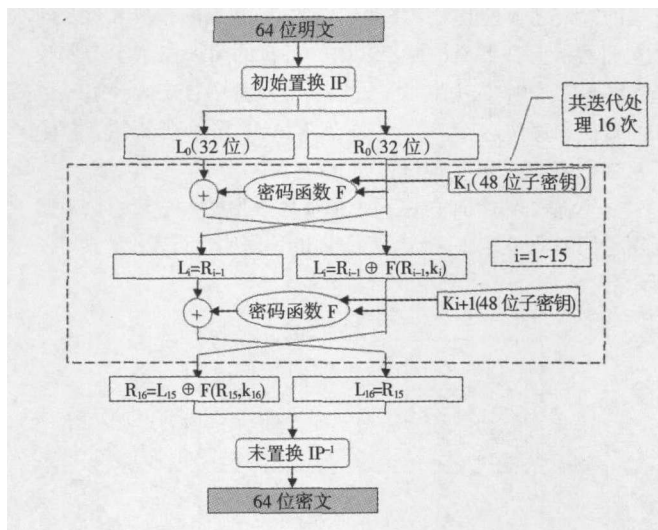 64 位明文
初始置换 IP
共迭代处
理 16 次
L₀(32 位)
R₀(32 位)
密码函数 F
K₁(48 位子密钥)
+
Lᵢ=Rᵢ₋₁
Lᵢ=Rᵢ₋₁ ⊕ F(Rᵢ₋₁,kᵢ)
i=1~15
密码函数 F
Ki+1(48 位子密钥)
+
R₁₆=L₁₅ ⊕ F(R₁₅,k₁₆)
L₁₆=R₁₅
末置换 IP⁻¹
64 位密文